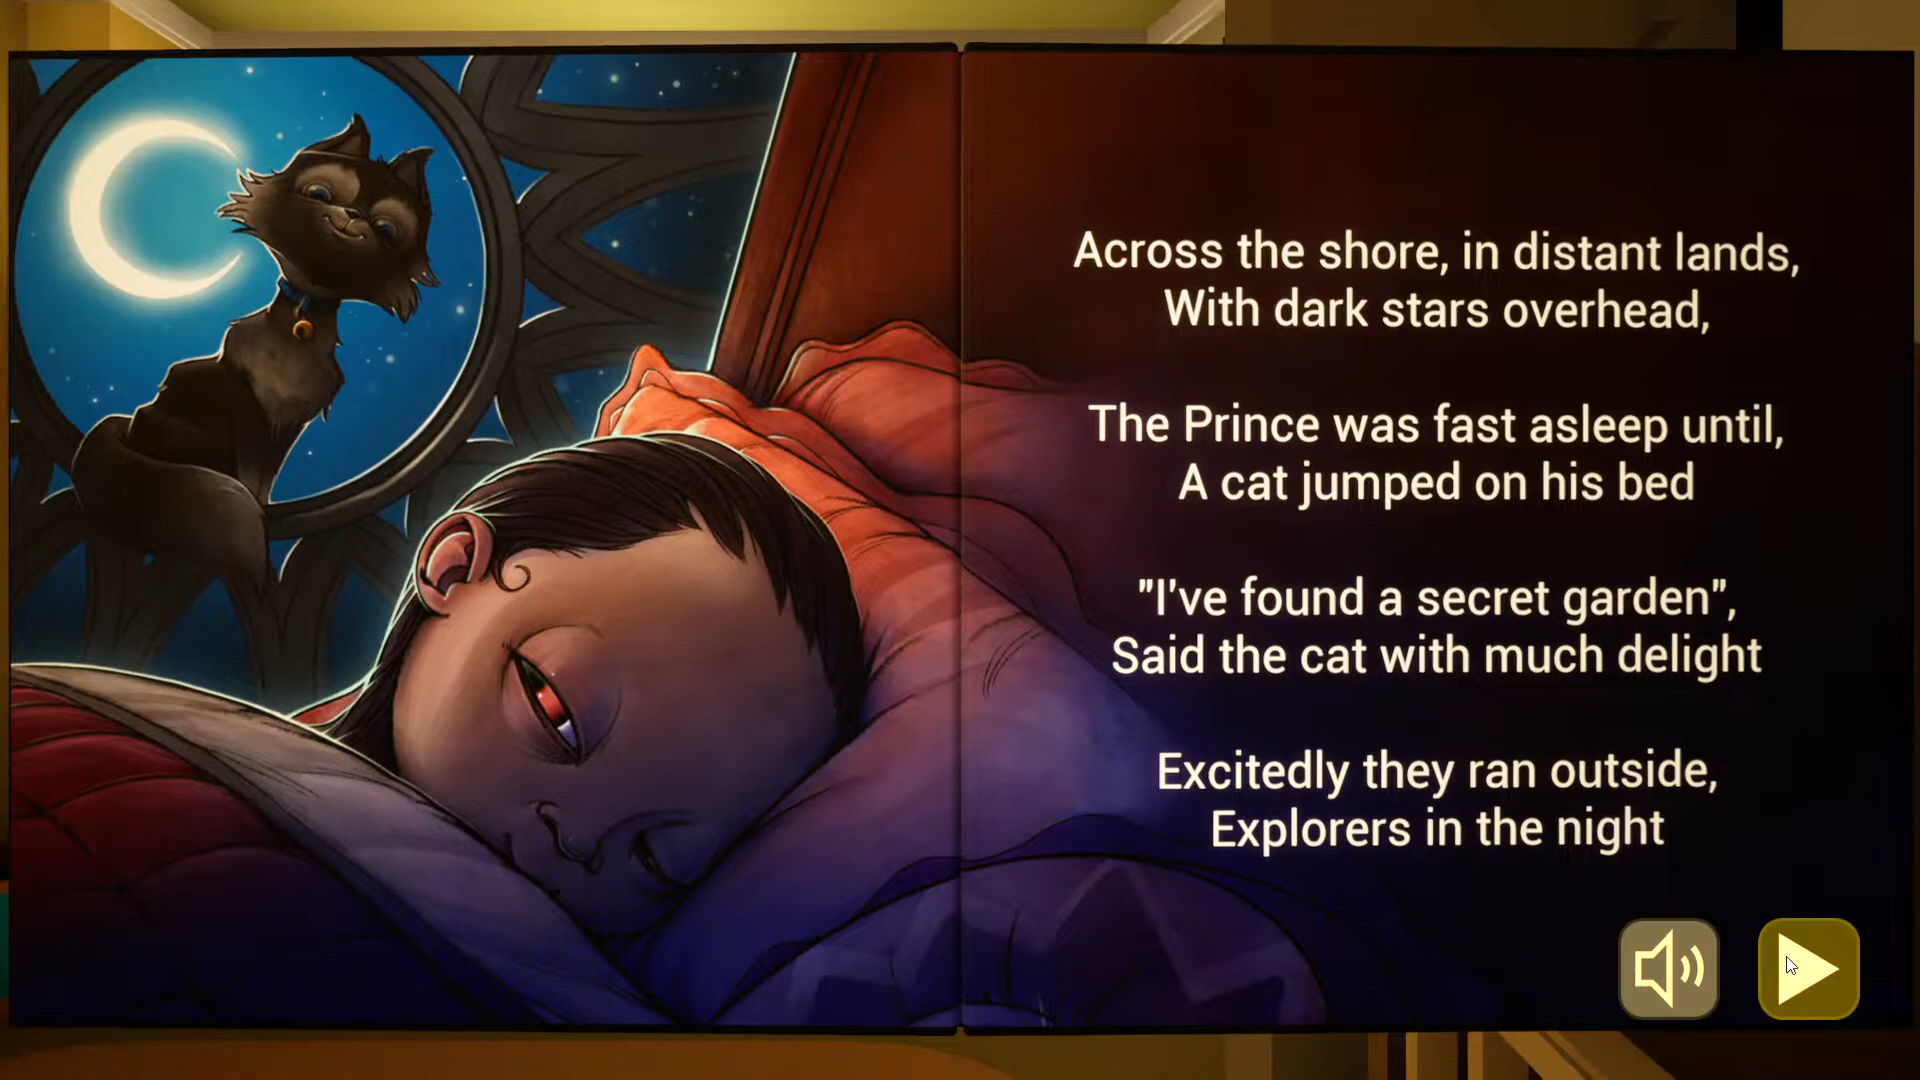 Across the shore, in distant lands,
With dark stars overhead,
The Prince was fast asleep until,
A cat jumped on his bed
"I've found a secret garden",
Said the cat with much delight
Excitedly they ran outside,
Explorers in the night